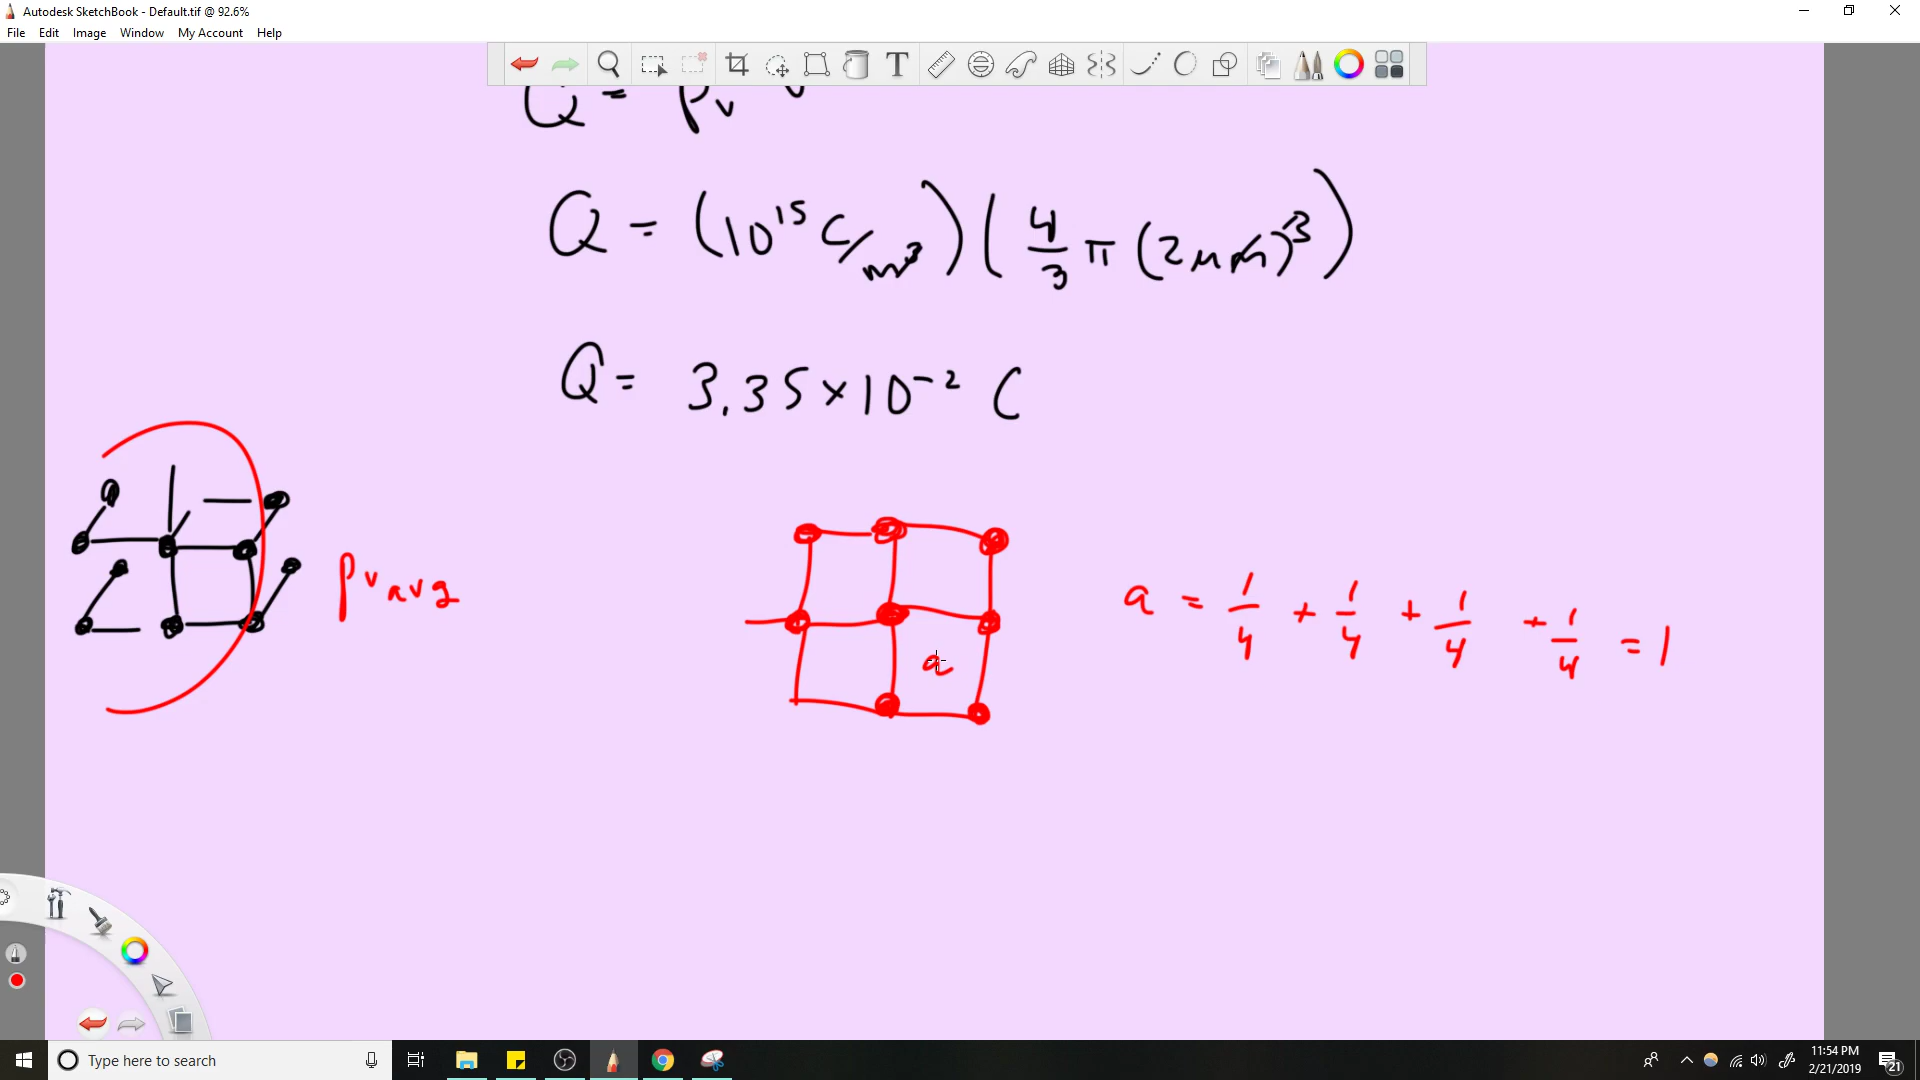 Autodesk SketchBook - Default.tif @ 92.6%
File Edit Image Window My Account Help
T
Q = ρv v
Q = (10¹⁵ C/m³) (4/3 π (2μm)³)
Q = 3.35×10⁻² C
ρv avg
a
a = 1/4 + 1/4 + 1/4 + 1/4 = 1
Type here to search
11:54 PM
2/21/2019
21